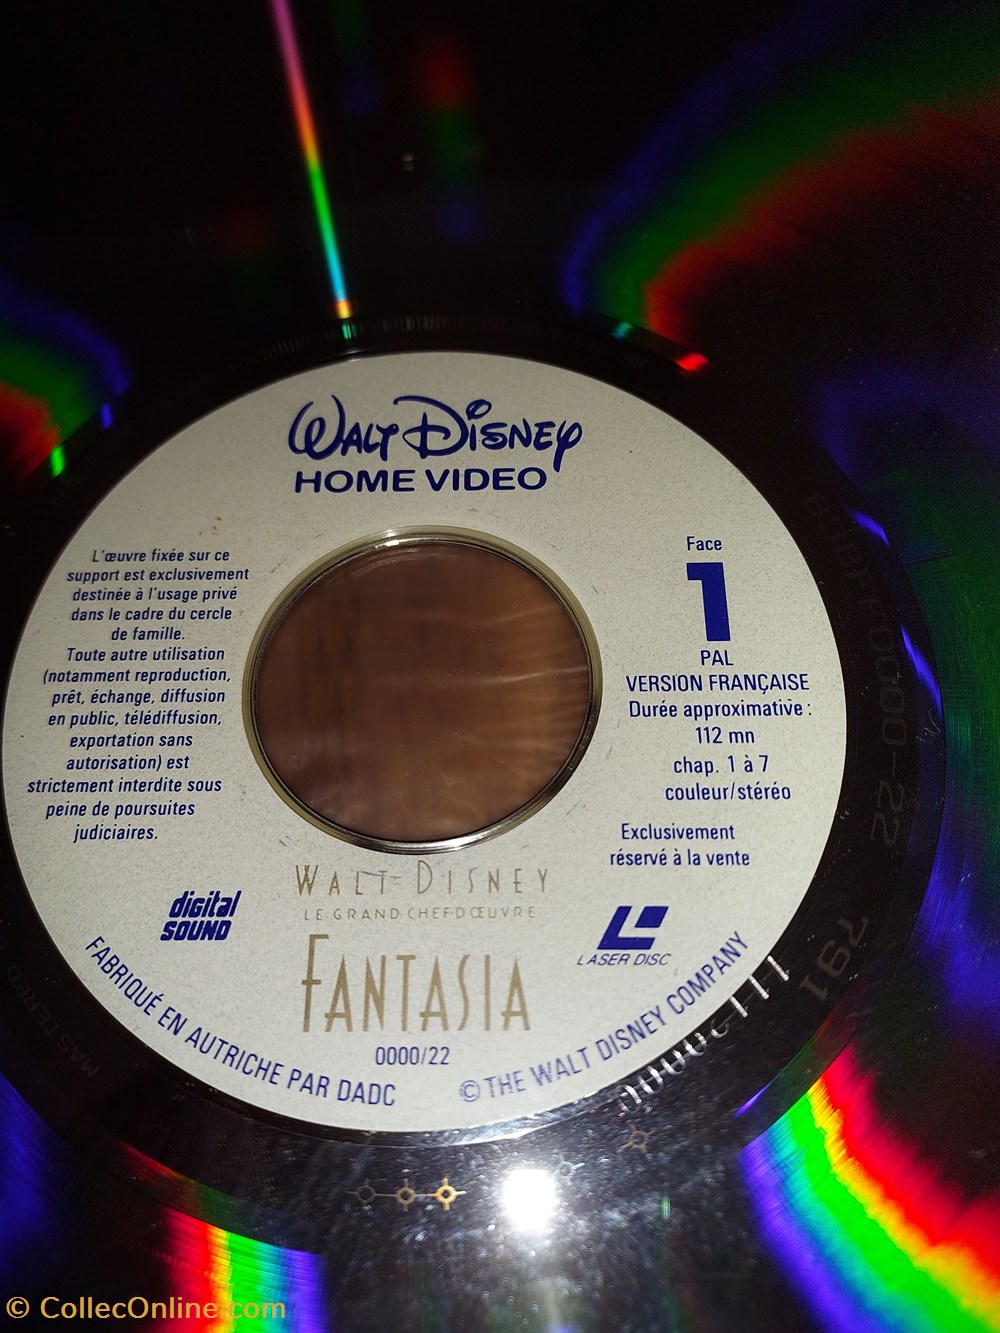 WALT DISNEY
HOME VIDEO
L'œuvre fixée sur ce
support est exclusivement
destinée à l'usage privé
dans le cadre du cercle
de famille.
Toute autre utilisation
(notamment reproduction,
prêt, échange, diffusion
en public, télédiffusion,
exportation sans
autorisation) est
strictement interdite sous
peine de poursuites
judiciaires.
Face
1
PAL
VERSION FRANÇAISE
Durée approximative :
112 mn
chap. 1 à 7
couleur/stéréo
Exclusivement
réservé à la vente
digital
SOUND
WALT DISNEY
LE GRAND CHEF D'ŒUVRE
FANTASIA
0000/22
LASER DISC
FABRIQUÉ EN AUTRICHE PAR DADC
© THE WALT DISNEY COMPANY
MASTERED
791
© CollecOnline.com